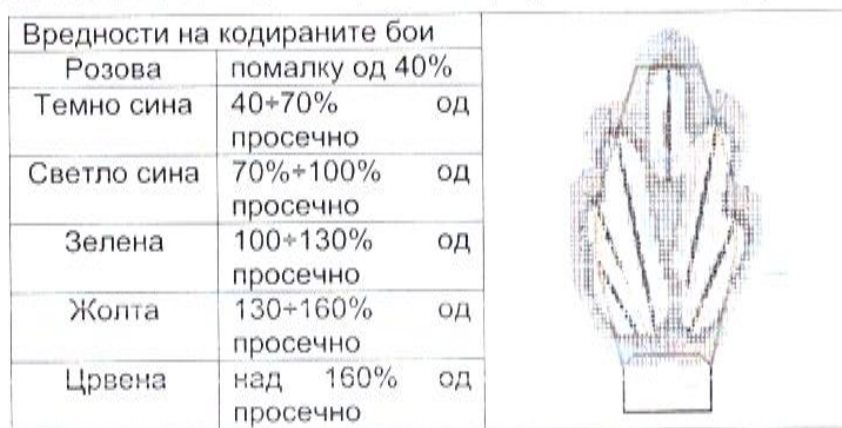 Вредности на кодираните бои
Розова помалку од 40%
Темно сина 40÷70% од
просечно
Светло сина 70%÷100% од
просечно
Зелена 100÷130% од
просечно
Жолта 130÷160% од
просечно
Црвена над 160% од
просечно